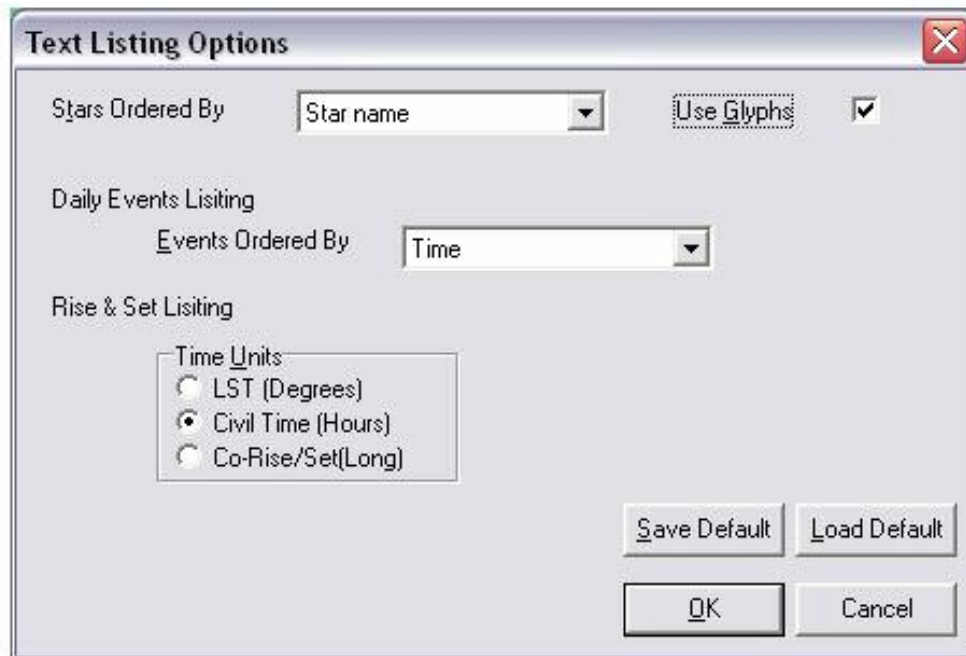 Text Listing Options
Stars Ordered By Star name Use Glyphs
Daily Events Lisiting
Events Ordered By Time
Rise & Set Lisiting
Time Units
LST (Degrees)
Civil Time (Hours)
Co-Rise/Set(Long)
Save Default Load Default
OK Cancel